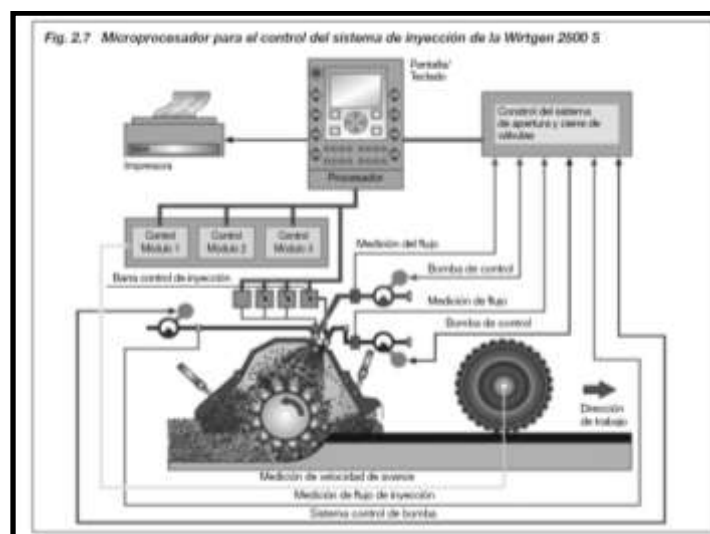 Fig. 2.7 Microprocesador para el control del sistema de inyección de la Wirtgen 2500 S
Pantalla/
Teclado
Control del sistema
de apertura y cierre de
válvulas
Impresora
Procesador
Control
Módulo 1
Control
Módulo 2
Control
Módulo 3
Medición del flujo
Barra control de inyección
Bomba de control
Medición de flujo
Bomba de control
Dirección
de trabajo
Medición de velocidad de avance
Medición de flujo de inyección
Sistema control de bomba